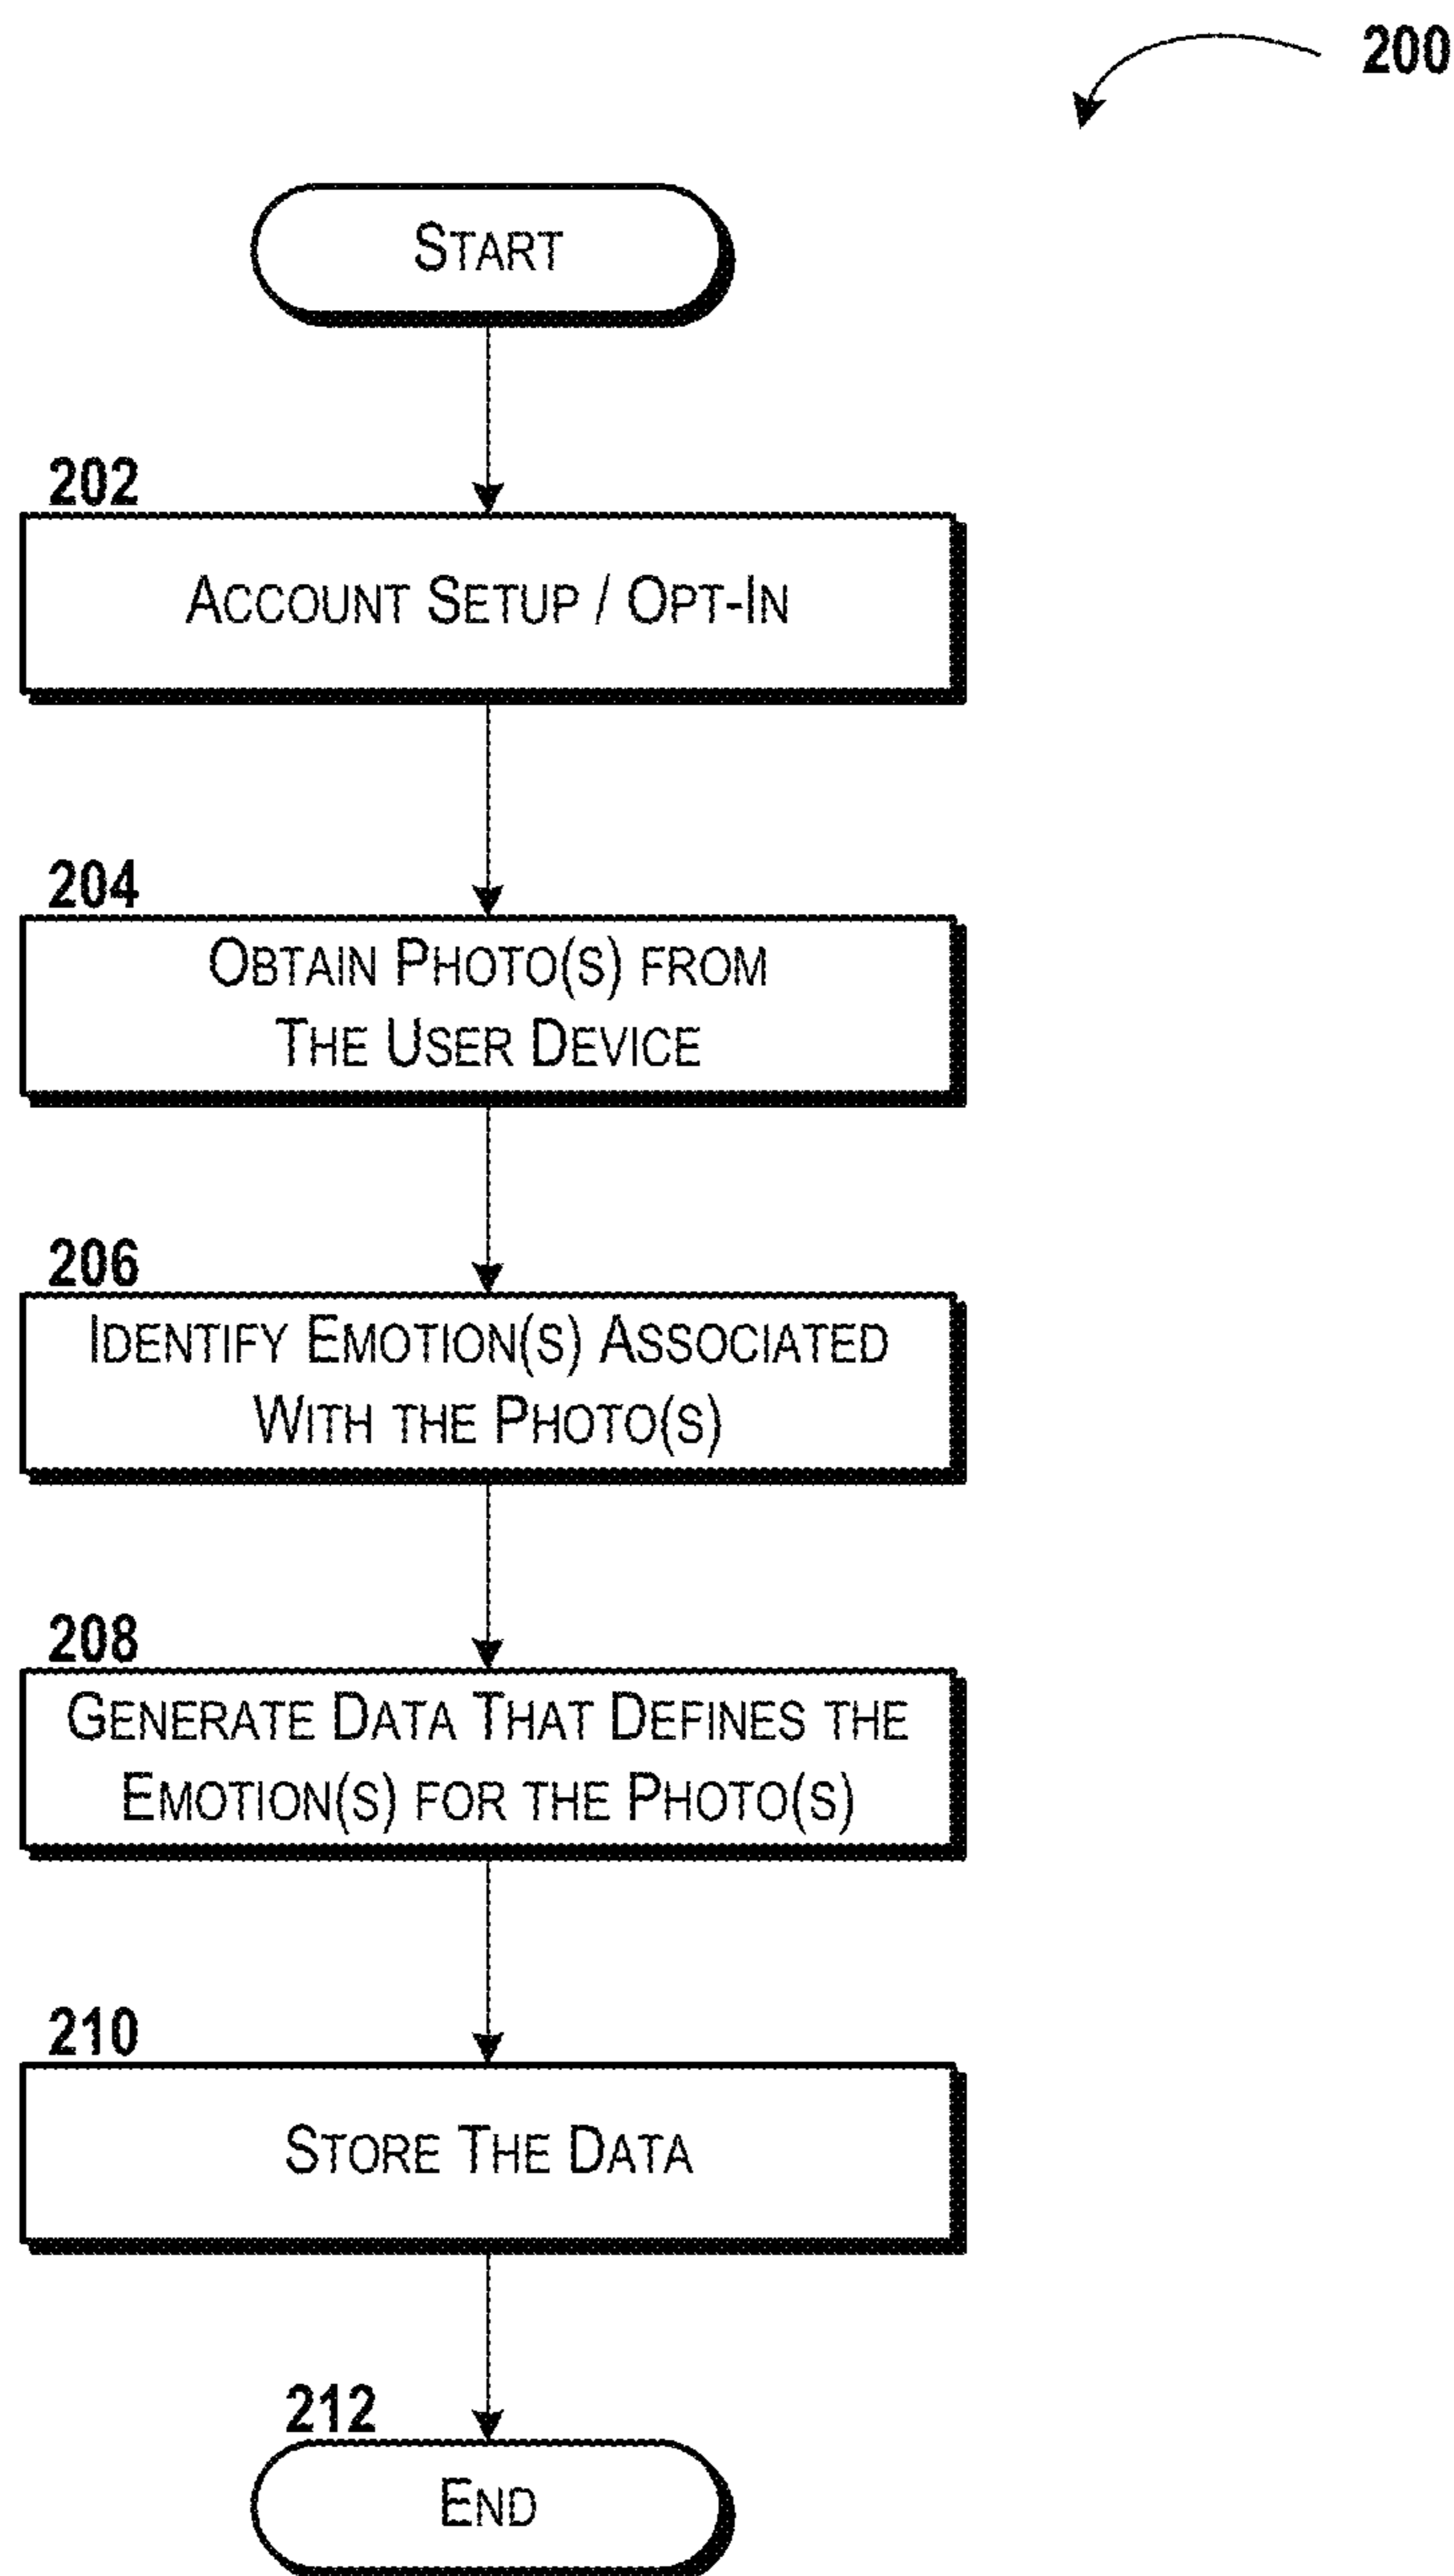 200
START
202
ACCOUNT SETUP / OPT-IN
204
OBTAIN PHOTO(S) FROM
THE USER DEVICE
206
IDENTIFY EMOTION(S) ASSOCIATED
WITH THE PHOTO(S)
208
GENERATE DATA THAT DEFINES THE
EMOTION(S) FOR THE PHOTO(S)
210
STORE THE DATA
212
END